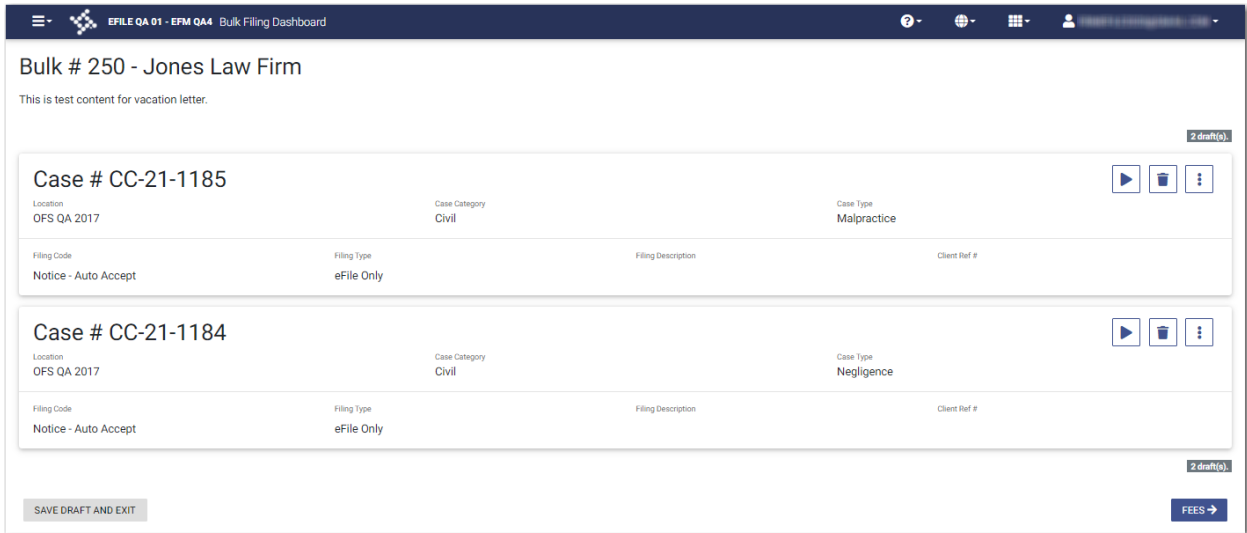 EFILE QA 01 - EFM QA4 Bulk Filing Dashboard
Bulk # 250 - Jones Law Firm
This is test content for vacation letter.
2 draft(s).
Case # CC-21-1185
Location Case Category Case Type
OFS QA 2017 Civil Malpractice
Filing Code Filing Type Filing Description Client Ref #
Notice - Auto Accept eFile Only
Case # CC-21-1184
Location Case Category Case Type
OFS QA 2017 Civil Negligence
Filing Code Filing Type Filing Description Client Ref #
Notice - Auto Accept eFile Only
2 draft(s).
SAVE DRAFT AND EXIT FEES →